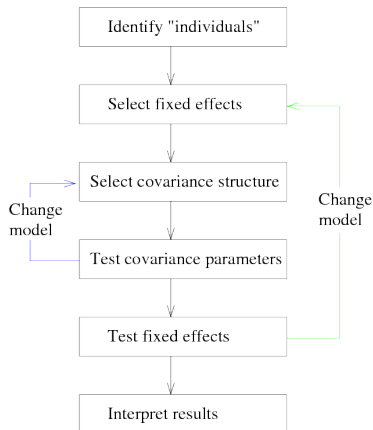 Identify "individuals"
Select fixed effects
Select covariance structure
Change
model
Change
model
Test covariance parameters
Test fixed effects
Interpret results